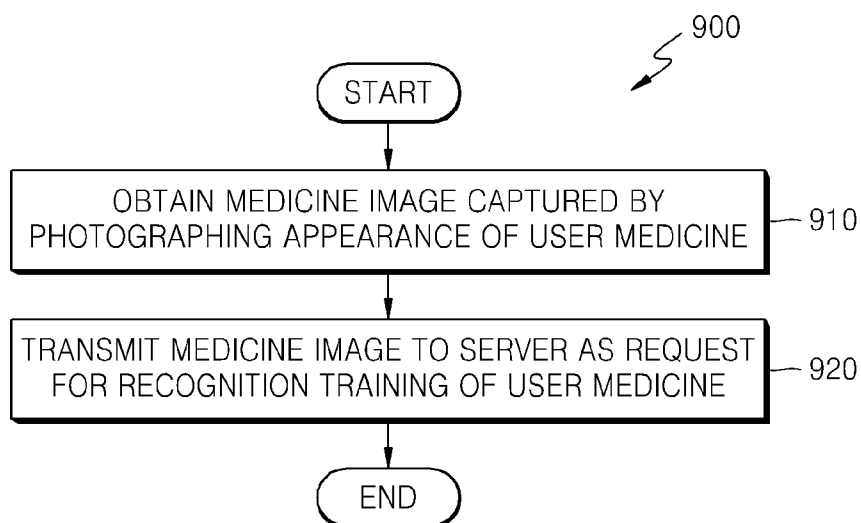 900
START
OBTAIN MEDICINE IMAGE CAPTURED BY
PHOTOGRAPHING APPEARANCE OF USER MEDICINE
910
TRANSMIT MEDICINE IMAGE TO SERVER AS REQUEST
FOR RECOGNITION TRAINING OF USER MEDICINE
920
END